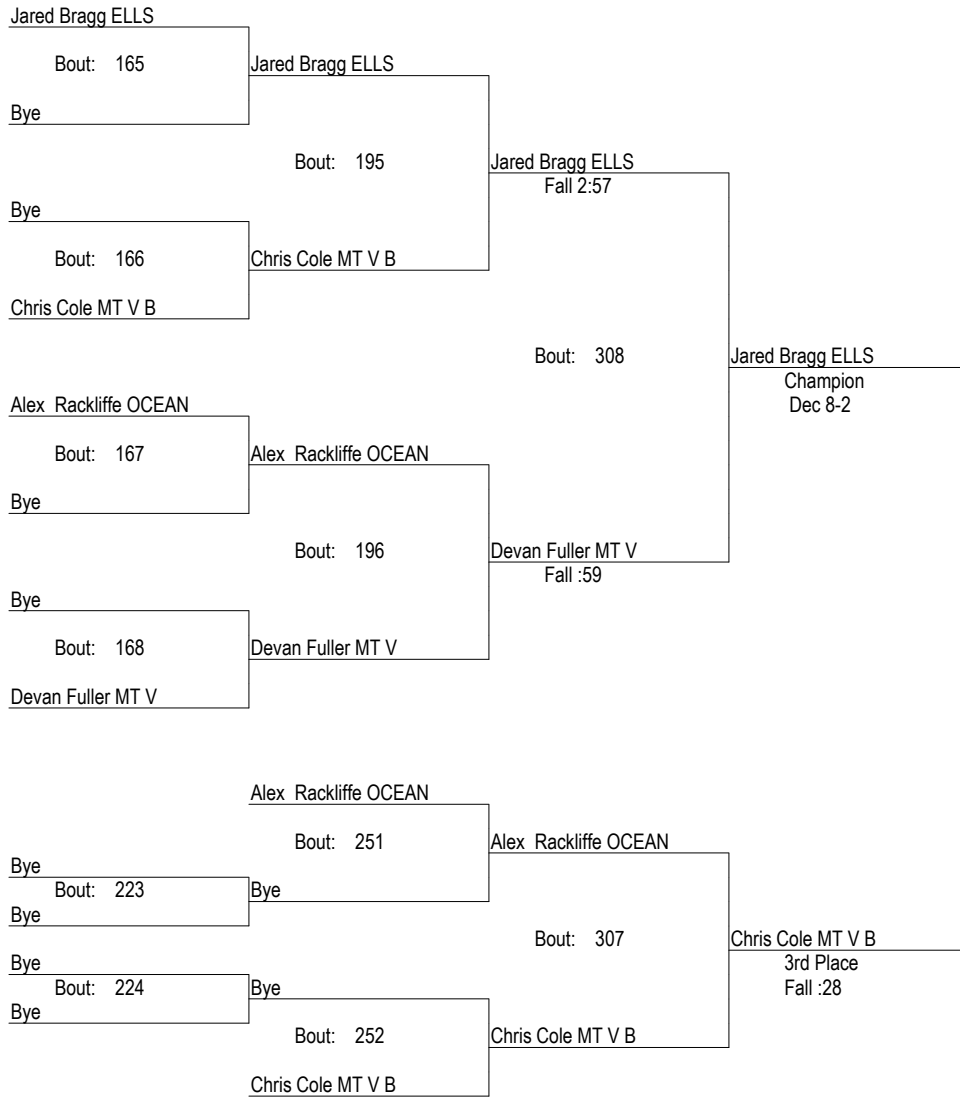 Jared Bragg ELLS
Bout: 165
Jared Bragg ELLS
Bye
Bout: 195
Jared Bragg ELLS
Fall 2:57
Bye
Bout: 166
Chris Cole MT V B
Chris Cole MT V B
Bout: 308
Jared Bragg ELLS
Champion
Dec 8-2
Alex Rackliffe OCEAN
Bout: 167
Alex Rackliffe OCEAN
Bye
Bout: 196
Devan Fuller MT V
Fall :59
Bye
Bout: 168
Devan Fuller MT V
Devan Fuller MT V
Alex Rackliffe OCEAN
Bout: 251
Alex Rackliffe OCEAN
Bye
Bout: 223
Bye
Bye
Bout: 307
Chris Cole MT V B
3rd Place
Fall :28
Bye
Bout: 224
Bye
Bye
Bout: 252
Chris Cole MT V B
Chris Cole MT V B